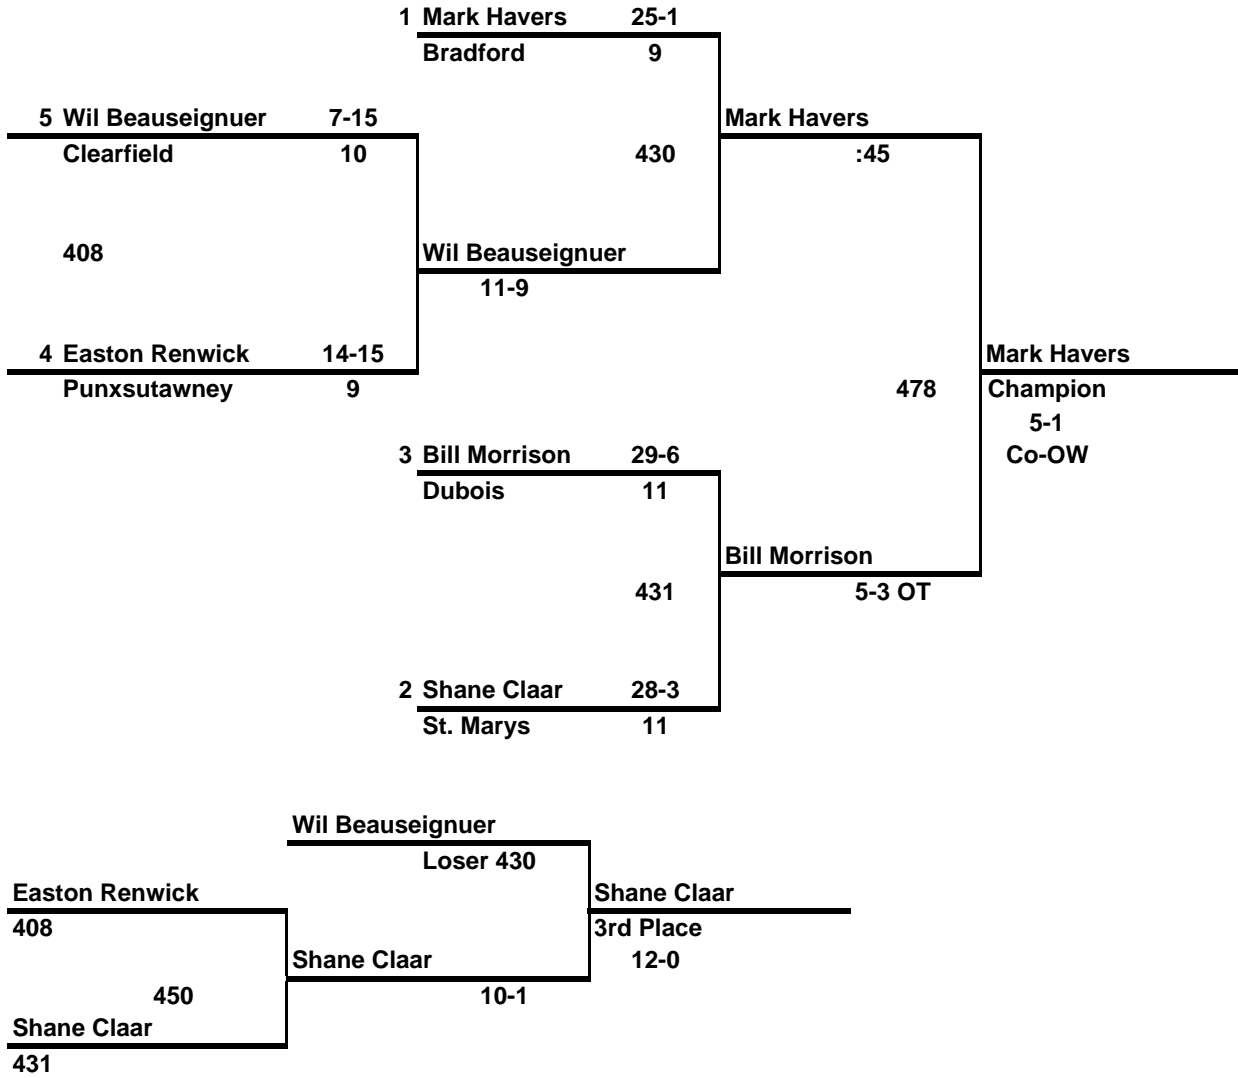 1 Mark Havers 25-1
Bradford 9
5 Wil Beauseignuer 7-15 Mark Havers
Clearfield 10 430 :45
408 Wil Beauseignuer
11-9
4 Easton Renwick 14-15 Mark Havers
Punxsutawney 9 478 Champion
5-1
3 Bill Morrison 29-6 Co-OW
Dubois 11
Bill Morrison
431 5-3 OT
2 Shane Claar 28-3
St. Marys 11
Wil Beauseignuer
Loser 430
Easton Renwick Shane Claar
408 3rd Place
Shane Claar 12-0
450 10-1
Shane Claar
431